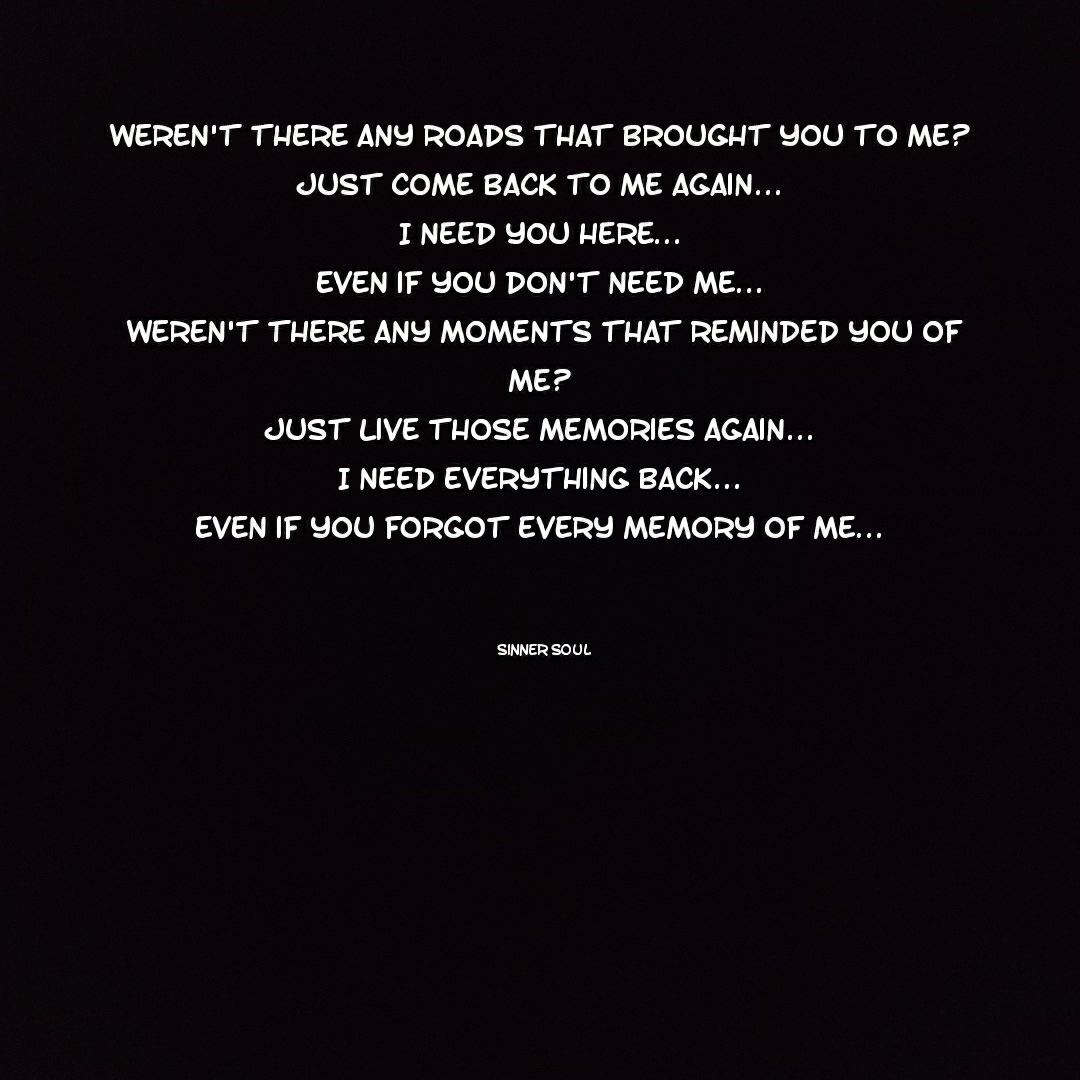 WEREN'T THERE ANY ROADS THAT BROUGHT YOU TO ME?
JUST COME BACK TO ME AGAIN...
I NEED YOU HERE...
EVEN IF YOU DON'T NEED ME...
WEREN'T THERE ANY MOMENTS THAT REMINDED YOU OF
ME?
JUST LIVE THOSE MEMORIES AGAIN...
I NEED EVERYTHING BACK...
EVEN IF YOU FORGOT EVERY MEMORY OF ME...
SINNER SOUL